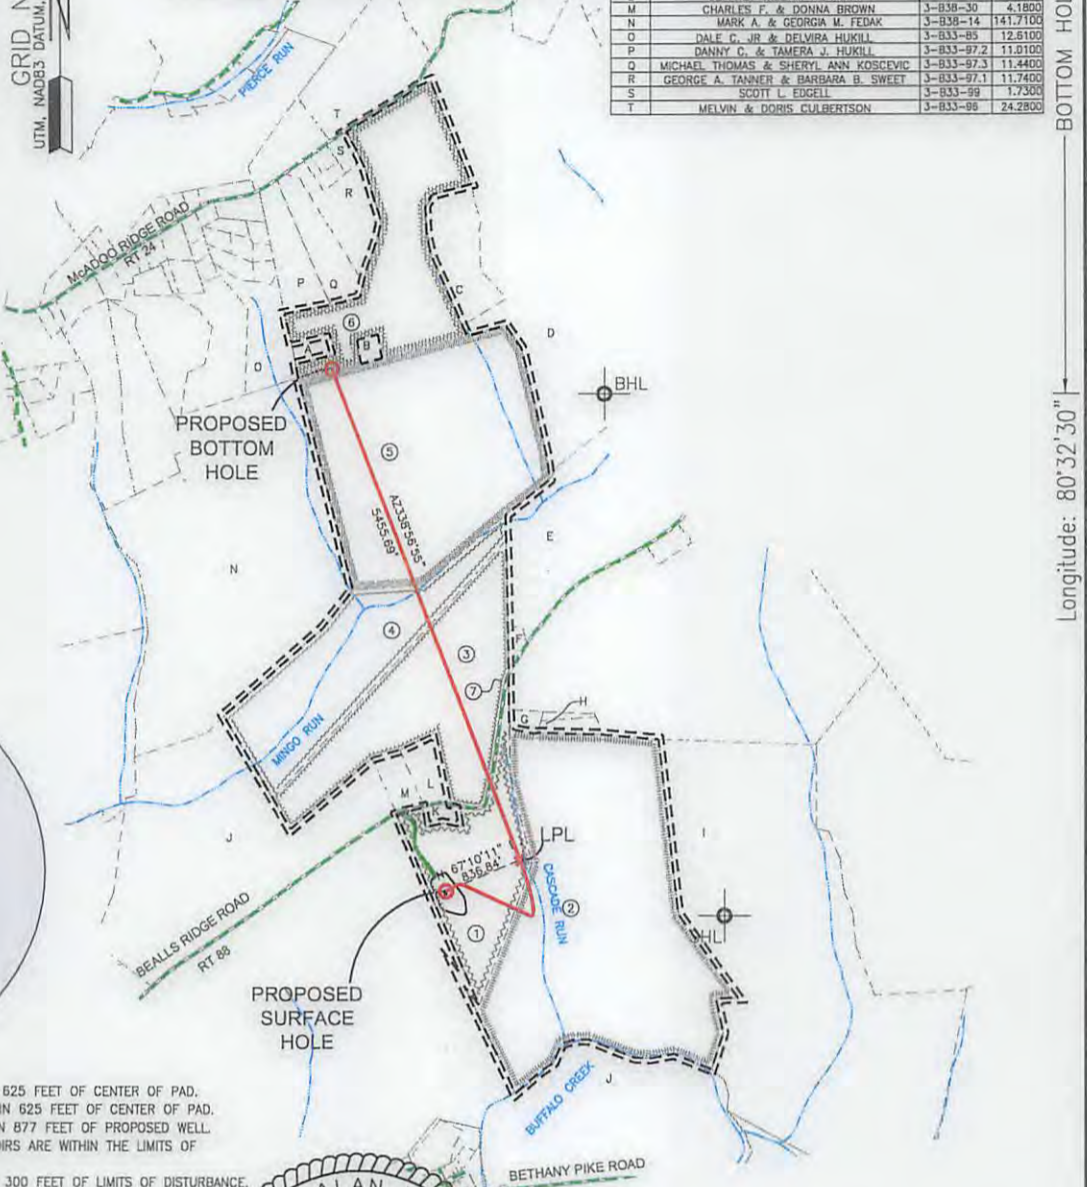 GRID N
UTM, NAD83 DATUM,
M CHARLES F. & DONNA BROWN 3-B38-30 4.1800
N MARK A. & GEORGIA M. FEDAK 3-B38-14 141.7100
O DALE C. JR & DELVIRA HUKILL 3-B33-85 12.6100
P DANNY C. & TAMERA J. HUKILL 3-B33-97.2 11.0100
Q MICHAEL THOMAS & SHERYL ANN KOSCEVIC 3-B33-97.3 11.4400
R GEORGE A. TANNER & BARBARA B. SWEET 3-B33-97.1 11.7400
S SCOTT L. EDGELL 3-B33-99 1.7300
T MELVIN & DORIS CULBERTSON 3-B33-96 24.2800
BOTTOM HO
Longitude: 80°32'30"
PIERCE RUN
T
S
R
McADOO RIDGE ROAD
RT 24
P
Q
C
6
A
B
D
O
BHL
PROPOSED
BOTTOM
HOLE
5
AZ338°56'55"
5455.69'
E
N
4
3
F
7
G
H
MINGO RUN
M
L
K
J
I
LPL
67°10'11"
836.84'
CASCADE RUN
2
HL
1
BEALLS RIDGE ROAD
RT 88
PROPOSED
SURFACE
HOLE
J
BUFFALO CREEK
BETHANY PIKE ROAD
625 FEET OF CENTER OF PAD.
IN 625 FEET OF CENTER OF PAD.
N 877 FEET OF PROPOSED WELL.
OIRS ARE WITHIN THE LIMITS OF
300 FEET OF LIMITS OF DISTURBANCE.
ALAN